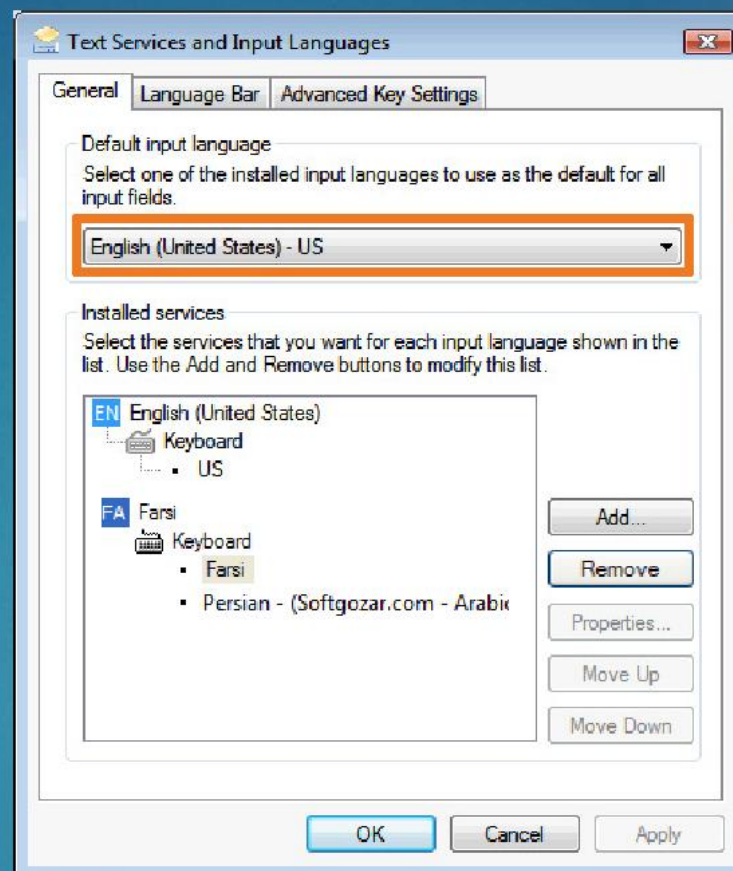 Text Services and Input Languages
General
Language Bar
Advanced Key Settings
Default input language
Select one of the installed input languages to use as the default for all
input fields.
English (United States) - US
Installed services
Select the services that you want for each input language shown in the
list. Use the Add and Remove buttons to modify this list.
EN English (United States)
Keyboard
US
FA Farsi
Keyboard
Farsi
Persian - (Softgozar.com - Arabic
Add...
Remove
Properties...
Move Up
Move Down
OK
Cancel
Apply